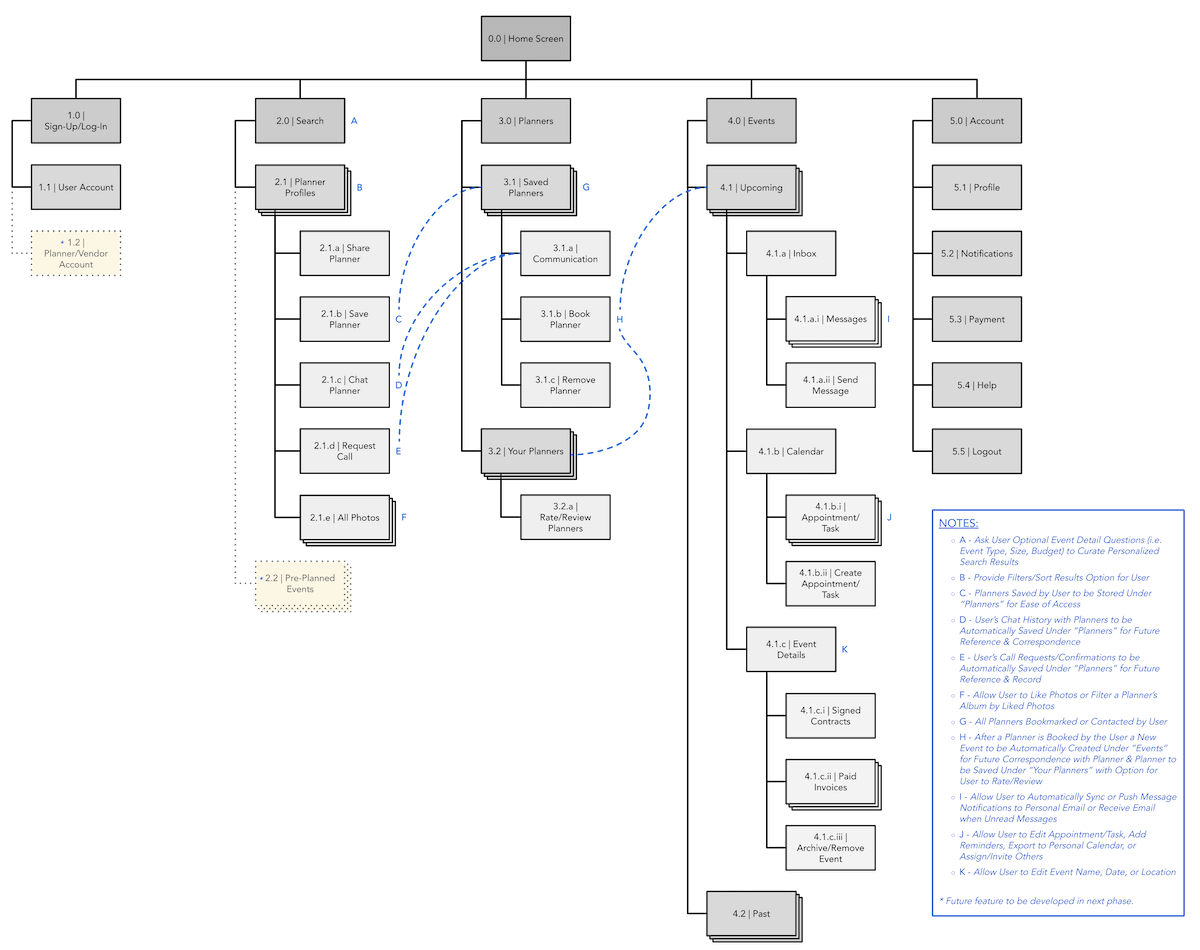 0.0 | Home Screen
1.0 |
Sign-Up/Log-In
1.1 | User Account
* 1.2 |
Planner/Vendor
Account
2.0 | Search
A
2.1 | Planner
Profiles
B
2.1.a | Share
Planner
2.1.b | Save
Planner
C
2.1.c | Chat
Planner
D
2.1.d | Request
Call
E
2.1.e | All Photos
F
* 2.2 | Pre-Planned
Events
3.0 | Planners
3.1 | Saved
Planners
G
3.1.a |
Communication
3.1.b | Book
Planner
H
3.1.c | Remove
Planner
3.2 | Your Planners
3.2.a |
Rate/Review
Planners
4.0 | Events
4.1 | Upcoming
4.1.a | Inbox
4.1.a.i | Messages
I
4.1.a.ii | Send
Message
4.1.b | Calendar
4.1.b.i |
Appointment/
Task
J
4.1.b.ii | Create
Appointment/
Task
4.1.c | Event
Details
K
4.1.c.i | Signed
Contracts
4.1.c.ii | Paid
Invoices
4.1.c.iii |
Archive/Remove
Event
4.2 | Past
5.0 | Account
5.1 | Profile
5.2 | Notifications
5.3 | Payment
5.4 | Help
5.5 | Logout
NOTES:
○ A - Ask User Optional Event Detail Questions (i.e.
Event Type, Size, Budget) to Curate Personalized
Search Results
○ B - Provide Filters/Sort Results Option for User
○ C - Planners Saved by User to be Stored Under
"Planners" for Ease of Access
○ D - User's Chat History with Planners to be
Automatically Saved Under "Planners" for Future
Reference & Correspondence
○ E - User's Call Requests/Confirmations to be
Automatically Saved Under "Planners" for Future
Reference & Record
○ F - Allow User to Like Photos or Filter a Planner's
Album by Liked Photos
○ G - All Planners Bookmarked or Contacted by User
○ H - After a Planner is Booked by the User a New
Event to be Automatically Created Under "Events"
for Future Correspondence with Planner & Planner to
be Saved Under "Your Planners" with Option for
User to Rate/Review
○ I - Allow User to Automatically Sync or Push Message
Notifications to Personal Email or Receive Email
when Unread Messages
○ J - Allow User to Edit Appointment/Task, Add
Reminders, Export to Personal Calendar, or
Assign/Invite Others
○ K - Allow User to Edit Event Name, Date, or Location
* Future feature to be developed in next phase.